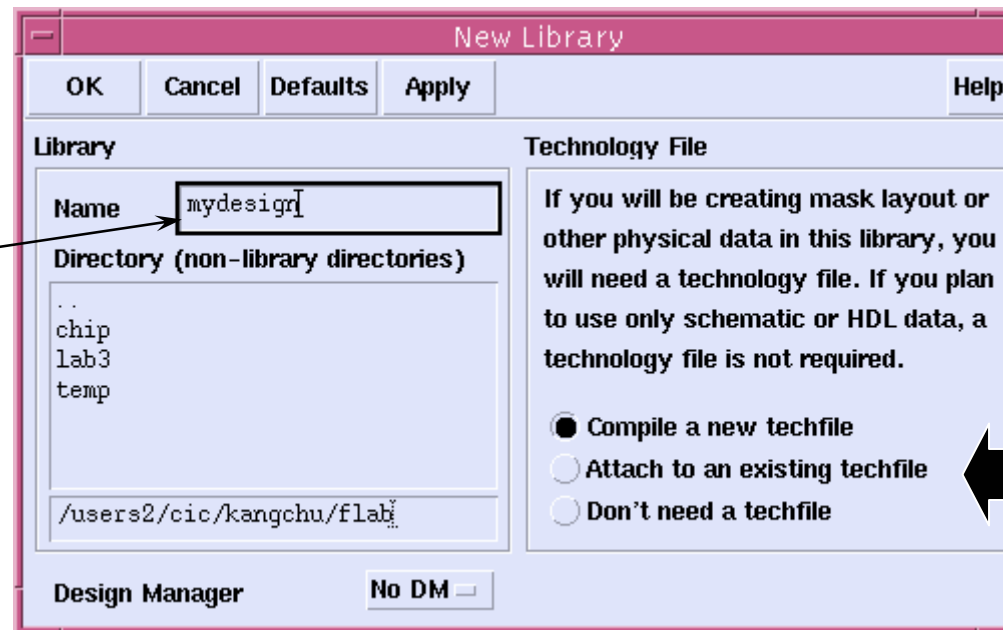 New Library
OK Cancel Defaults Apply Help
Library
Name mydesign
Directory (non-library directories)
..
chip
lab3
temp
/users2/cic/kangchu/flab
Design Manager No DM
Technology File
If you will be creating mask layout or
other physical data in this library, you
will need a technology file. If you plan
to use only schematic or HDL data, a
technology file is not required.
Compile a new techfile
Attach to an existing techfile
Don't need a techfile